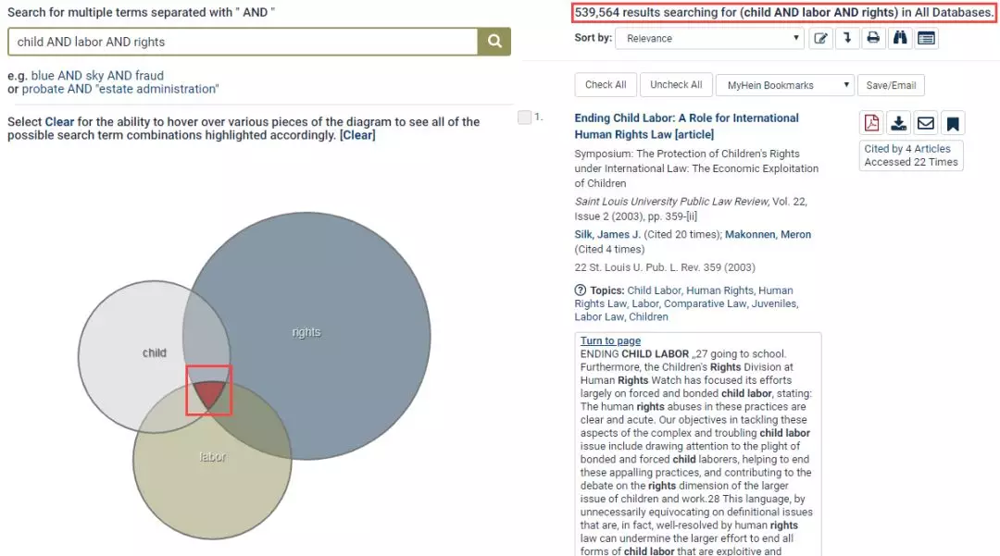 Search for multiple terms separated with " AND "
child AND labor AND rights
e.g. blue AND sky AND fraud
or probate AND "estate administration"
Select Clear for the ability to hover over various pieces of the diagram to see all of the
possible search term combinations highlighted accordingly. [Clear]
child
rights
labor
539,564 results searching for (child AND labor AND rights) in All Databases.
Sort by: Relevance
Check All Uncheck All MyHein Bookmarks Save/Email
1.
Ending Child Labor: A Role for International
Human Rights Law [article]
Symposium: The Protection of Children's Rights
under International Law: The Economic Exploitation
of Children
Saint Louis University Public Law Review, Vol. 22,
Issue 2 (2003), pp. 359-[ii]
Silk, James J. (Cited 20 times); Makonnen, Meron
(Cited 4 times)
22 St. Louis U. Pub. L. Rev. 359 (2003)
Topics: Child Labor, Human Rights, Human
Rights Law, Labor, Comparative Law, Juveniles,
Labor Law, Children
Cited by 4 Articles
Accessed 22 Times
Turn to page
ENDING CHILD LABOR „27 going to school.
Furthermore, the Children's Rights Division at
Human Rights Watch has focused its efforts
largely on forced and bonded child labor, stating:
The human rights abuses in these practices are
clear and acute. Our objectives in tackling these
aspects of the complex and troubling child labor
issue include drawing attention to the plight of
bonded and forced child laborers, helping to end
these appalling practices, and contributing to the
debate on the rights dimension of the larger
issue of children and work.28 This language, by
unnecessarily equivocating on definitional issues
that are, in fact, well-resolved by human rights
law can undermine the larger effort to end all
forms of child labor that are exploitive and